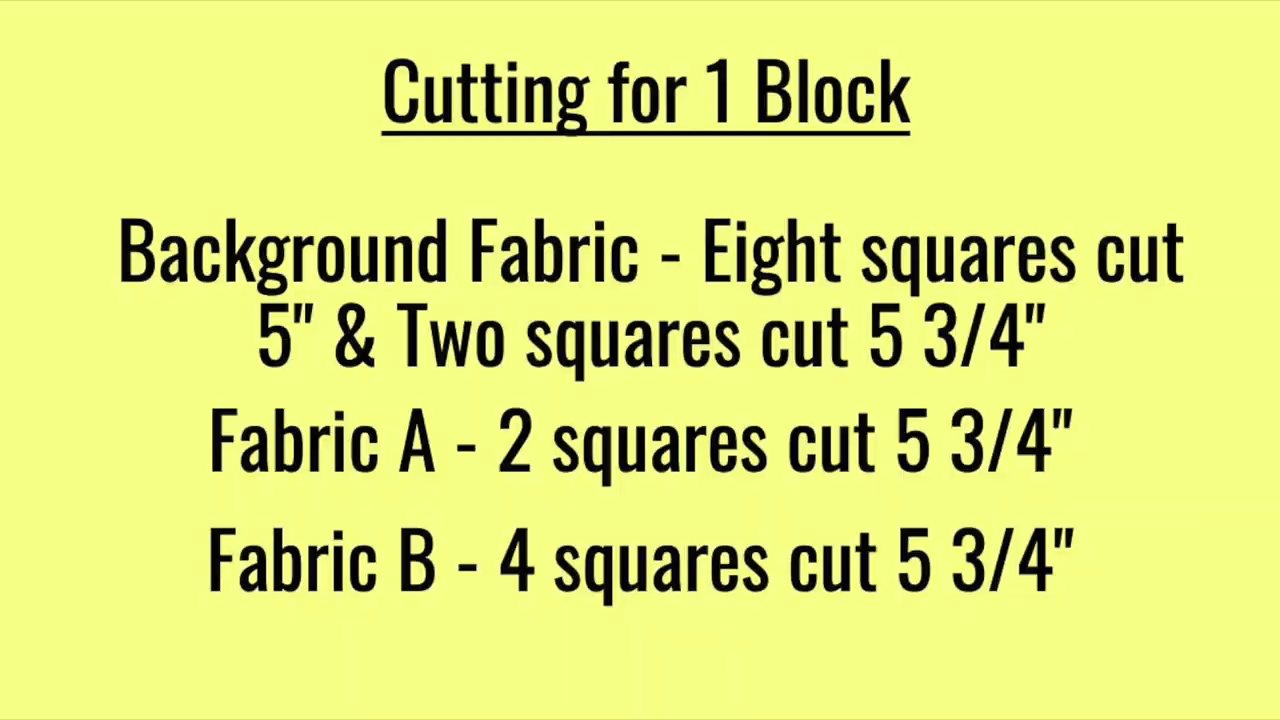 Cutting for 1 Block
Background Fabric - Eight squares cut
5" & Two squares cut 5 3/4"
Fabric A - 2 squares cut 5 3/4"
Fabric B - 4 squares cut 5 3/4"